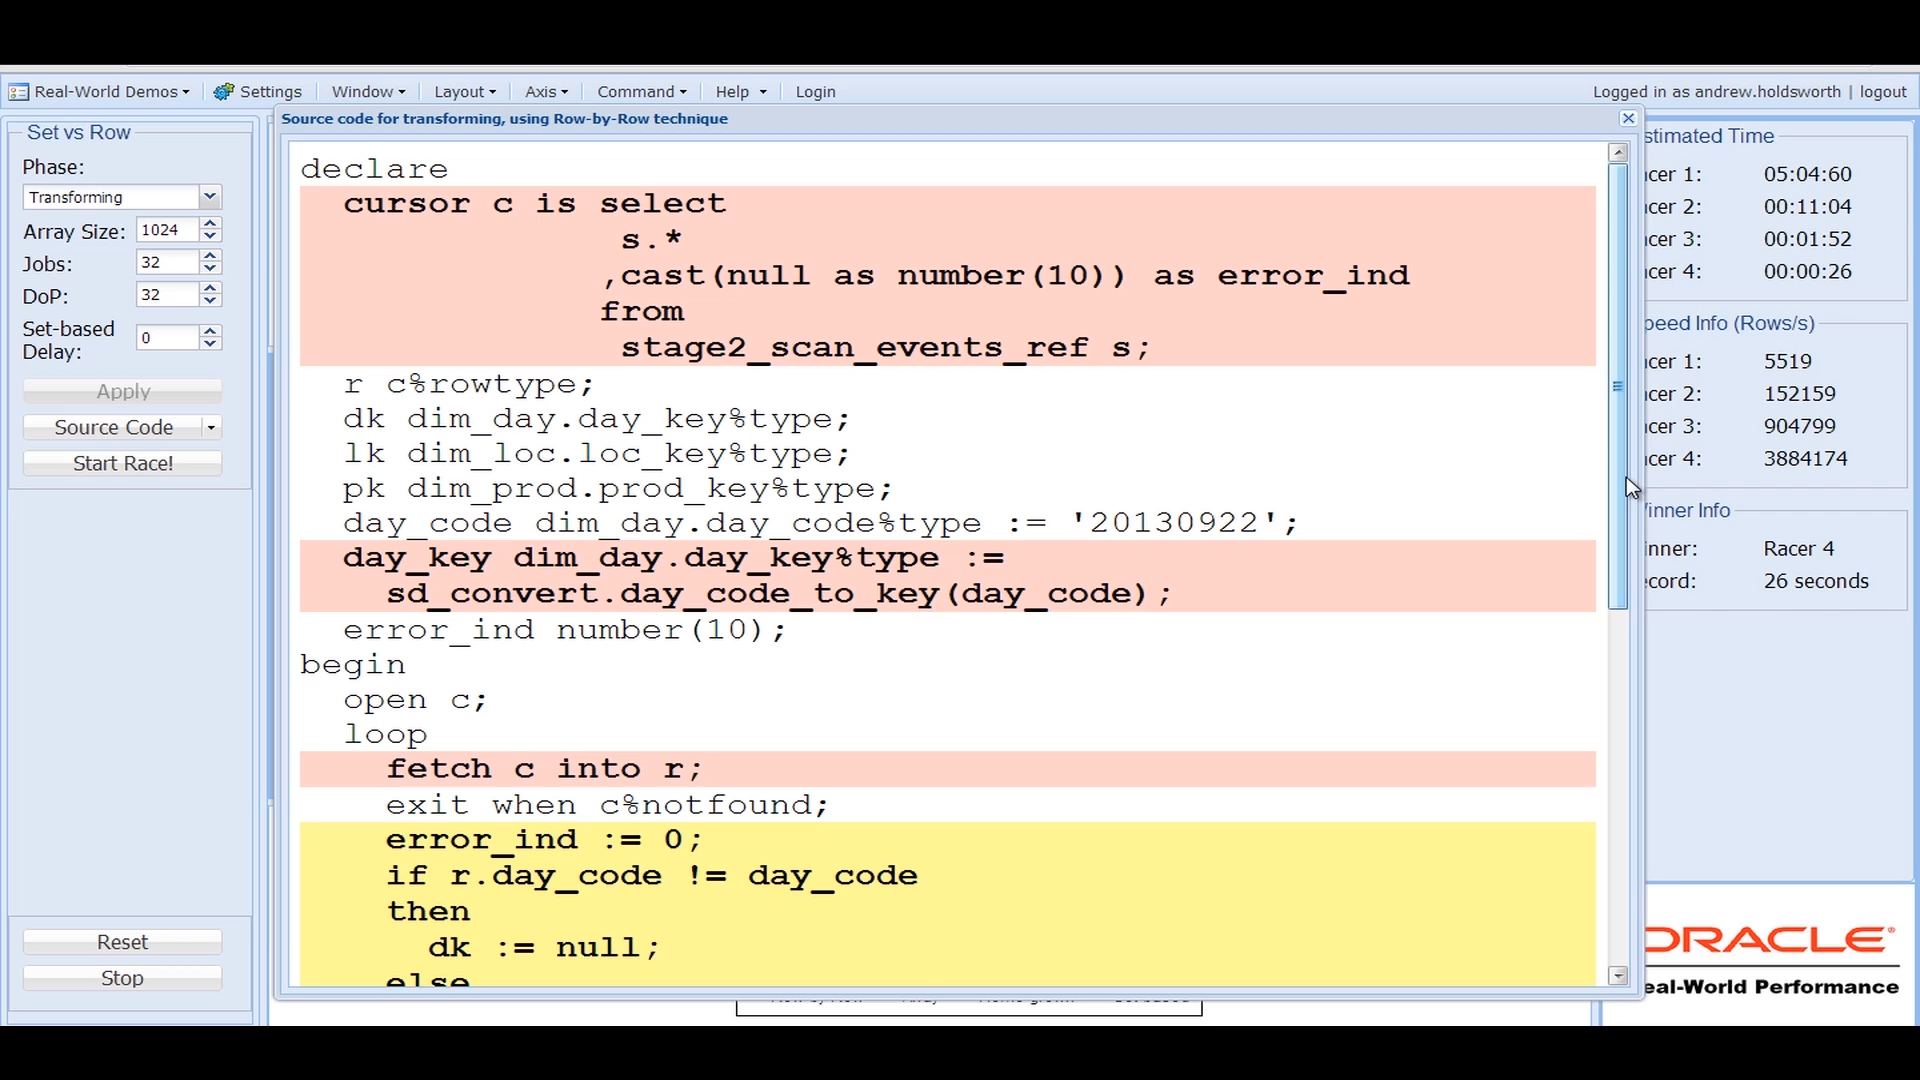 Real-World Demos Settings Window Layout Axis Command Help Login Logged in as andrew.holdsworth | logout
Set vs Row
Phase:
Transforming
Array Size: 1024
Jobs: 32
DoP: 32
Set-based
Delay: 0
Apply
Source Code
Start Race!
Reset
Stop
Source code for transforming, using Row-by-Row technique
declare
cursor c is select
s.*
,cast(null as number(10)) as error_ind
from
stage2_scan_events_ref s;
r c%rowtype;
dk dim_day.day_key%type;
lk dim_loc.loc_key%type;
pk dim_prod.prod_key%type;
day_code dim_day.day_code%type := '20130922';
day_key dim_day.day_key%type :=
sd_convert.day_code_to_key(day_code);
error_ind number(10);
begin
open c;
loop
fetch c into r;
exit when c%notfound;
error_ind := 0;
if r.day_code != day_code
then
dk := null;
else
stimated Time
cer 1: 05:04:60
cer 2: 00:11:04
cer 3: 00:01:52
cer 4: 00:00:26
peed Info (Rows/s)
cer 1: 5519
cer 2: 152159
cer 3: 904799
cer 4: 3884174
inner Info
nner: Racer 4
cord: 26 seconds
ORACLE
eal-World Performance